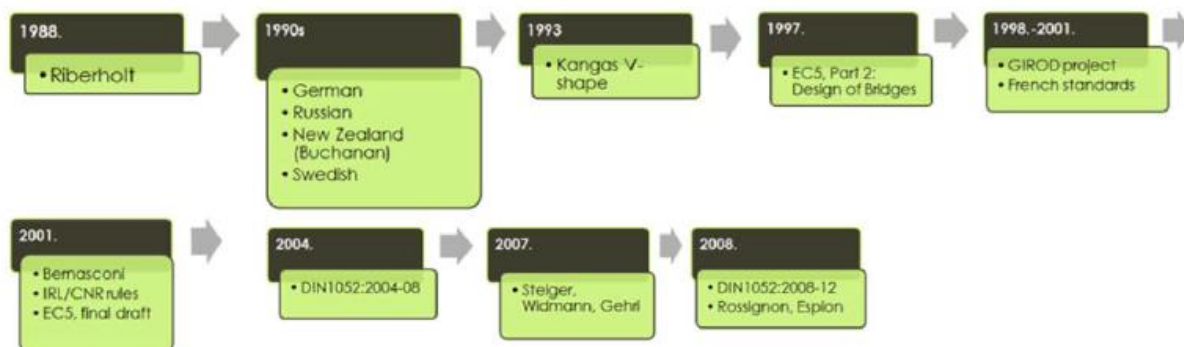 1988.
• Riberholt
1990s
• German
• Russian
• New Zealand
(Buchanan)
• Swedish
1993
• Kangas V-
shape
1997.
• EC5, Part 2:
Design of Bridges
1998.-2001.
• GIROD project
• French standards
2001.
• Bernasconi
• IRL/CNR rules
• EC5, final draft
2004.
• DIN1052:2004-08
2007.
• Steiger,
Widmann, Gehri
2008.
• DIN1052:2008-12
• Rossignon, Espion